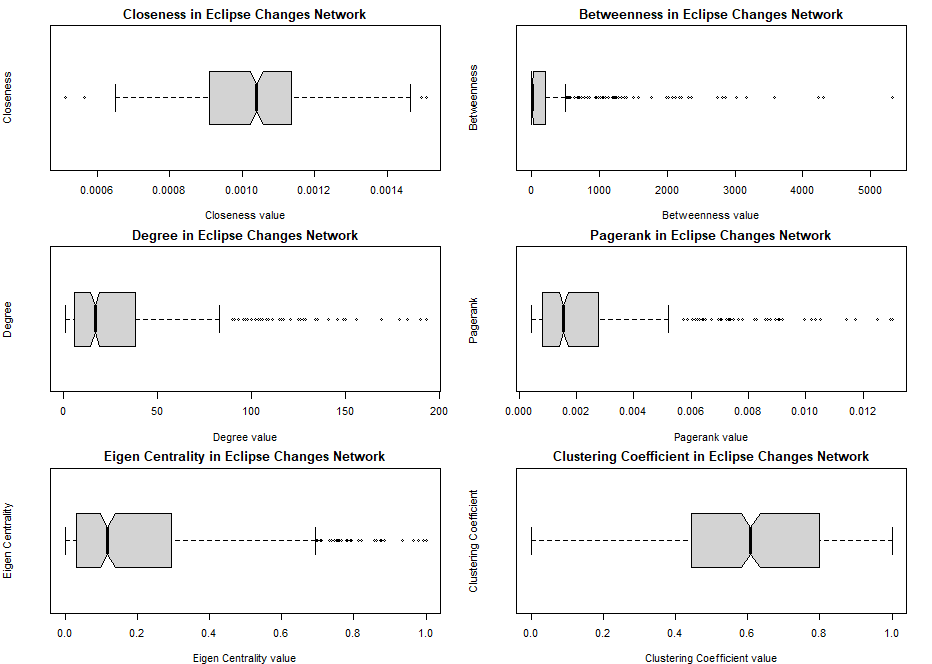 Closeness in Eclipse Changes Network
Closeness
0.0006 0.0008 0.0010 0.0012 0.0014
Closeness value
Betweenness in Eclipse Changes Network
Betweenness
0 1000 2000 3000 4000 5000
Betweenness value
Degree in Eclipse Changes Network
Degree
0 50 100 150 200
Degree value
Pagerank in Eclipse Changes Network
Pagerank
0.000 0.002 0.004 0.006 0.008 0.010 0.012
Pagerank value
Eigen Centrality in Eclipse Changes Network
Eigen Centrality
0.0 0.2 0.4 0.6 0.8 1.0
Eigen Centrality value
Clustering Coefficient in Eclipse Changes Network
Clustering Coefficient
0.0 0.2 0.4 0.6 0.8 1.0
Clustering Coefficient value